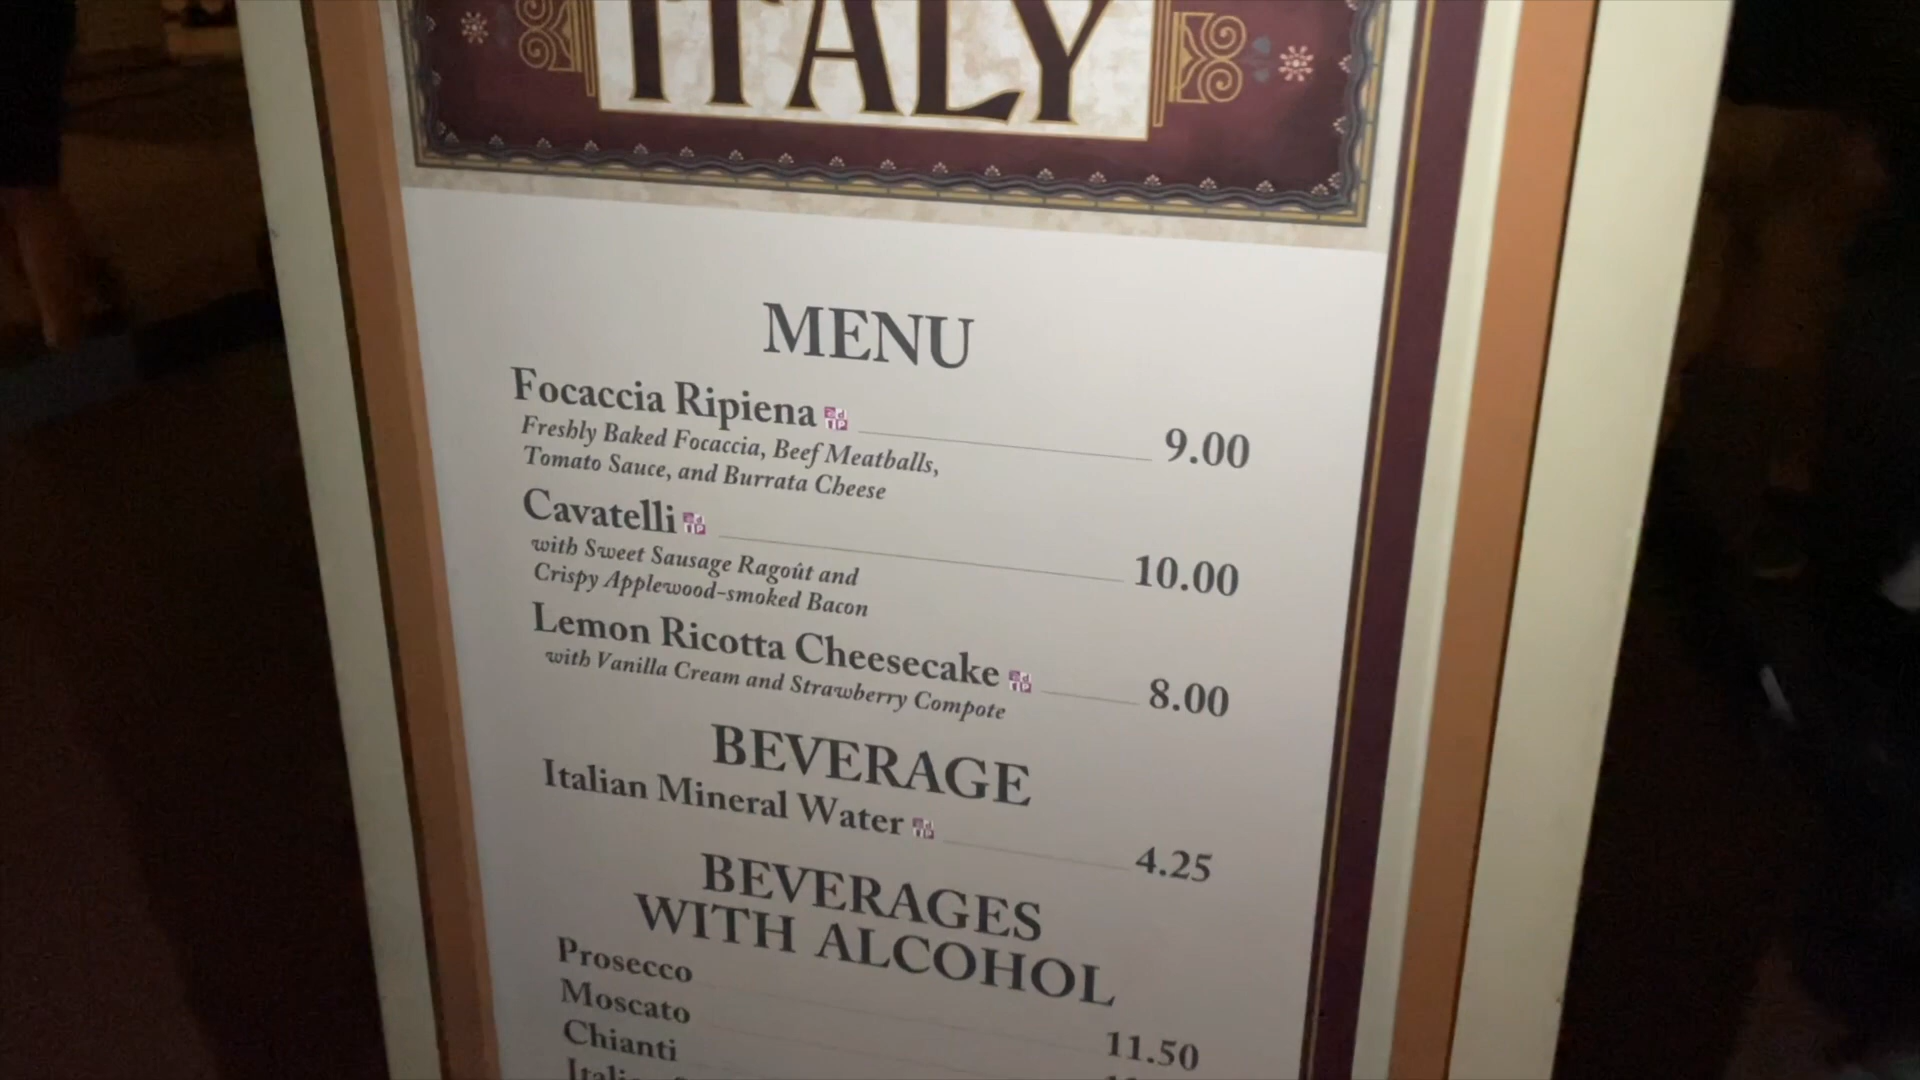 ITALY
MENU
Focaccia Ripiena 9.00
Freshly Baked Focaccia, Beef Meatballs,
Tomato Sauce, and Burrata Cheese
Cavatelli 10.00
with Sweet Sausage Ragoût and
Crispy Applewood-smoked Bacon
Lemon Ricotta Cheesecake 8.00
with Vanilla Cream and Strawberry Compote
BEVERAGE
Italian Mineral Water 4.25
BEVERAGES
WITH ALCOHOL
Prosecco 11.50
Moscato
Chianti